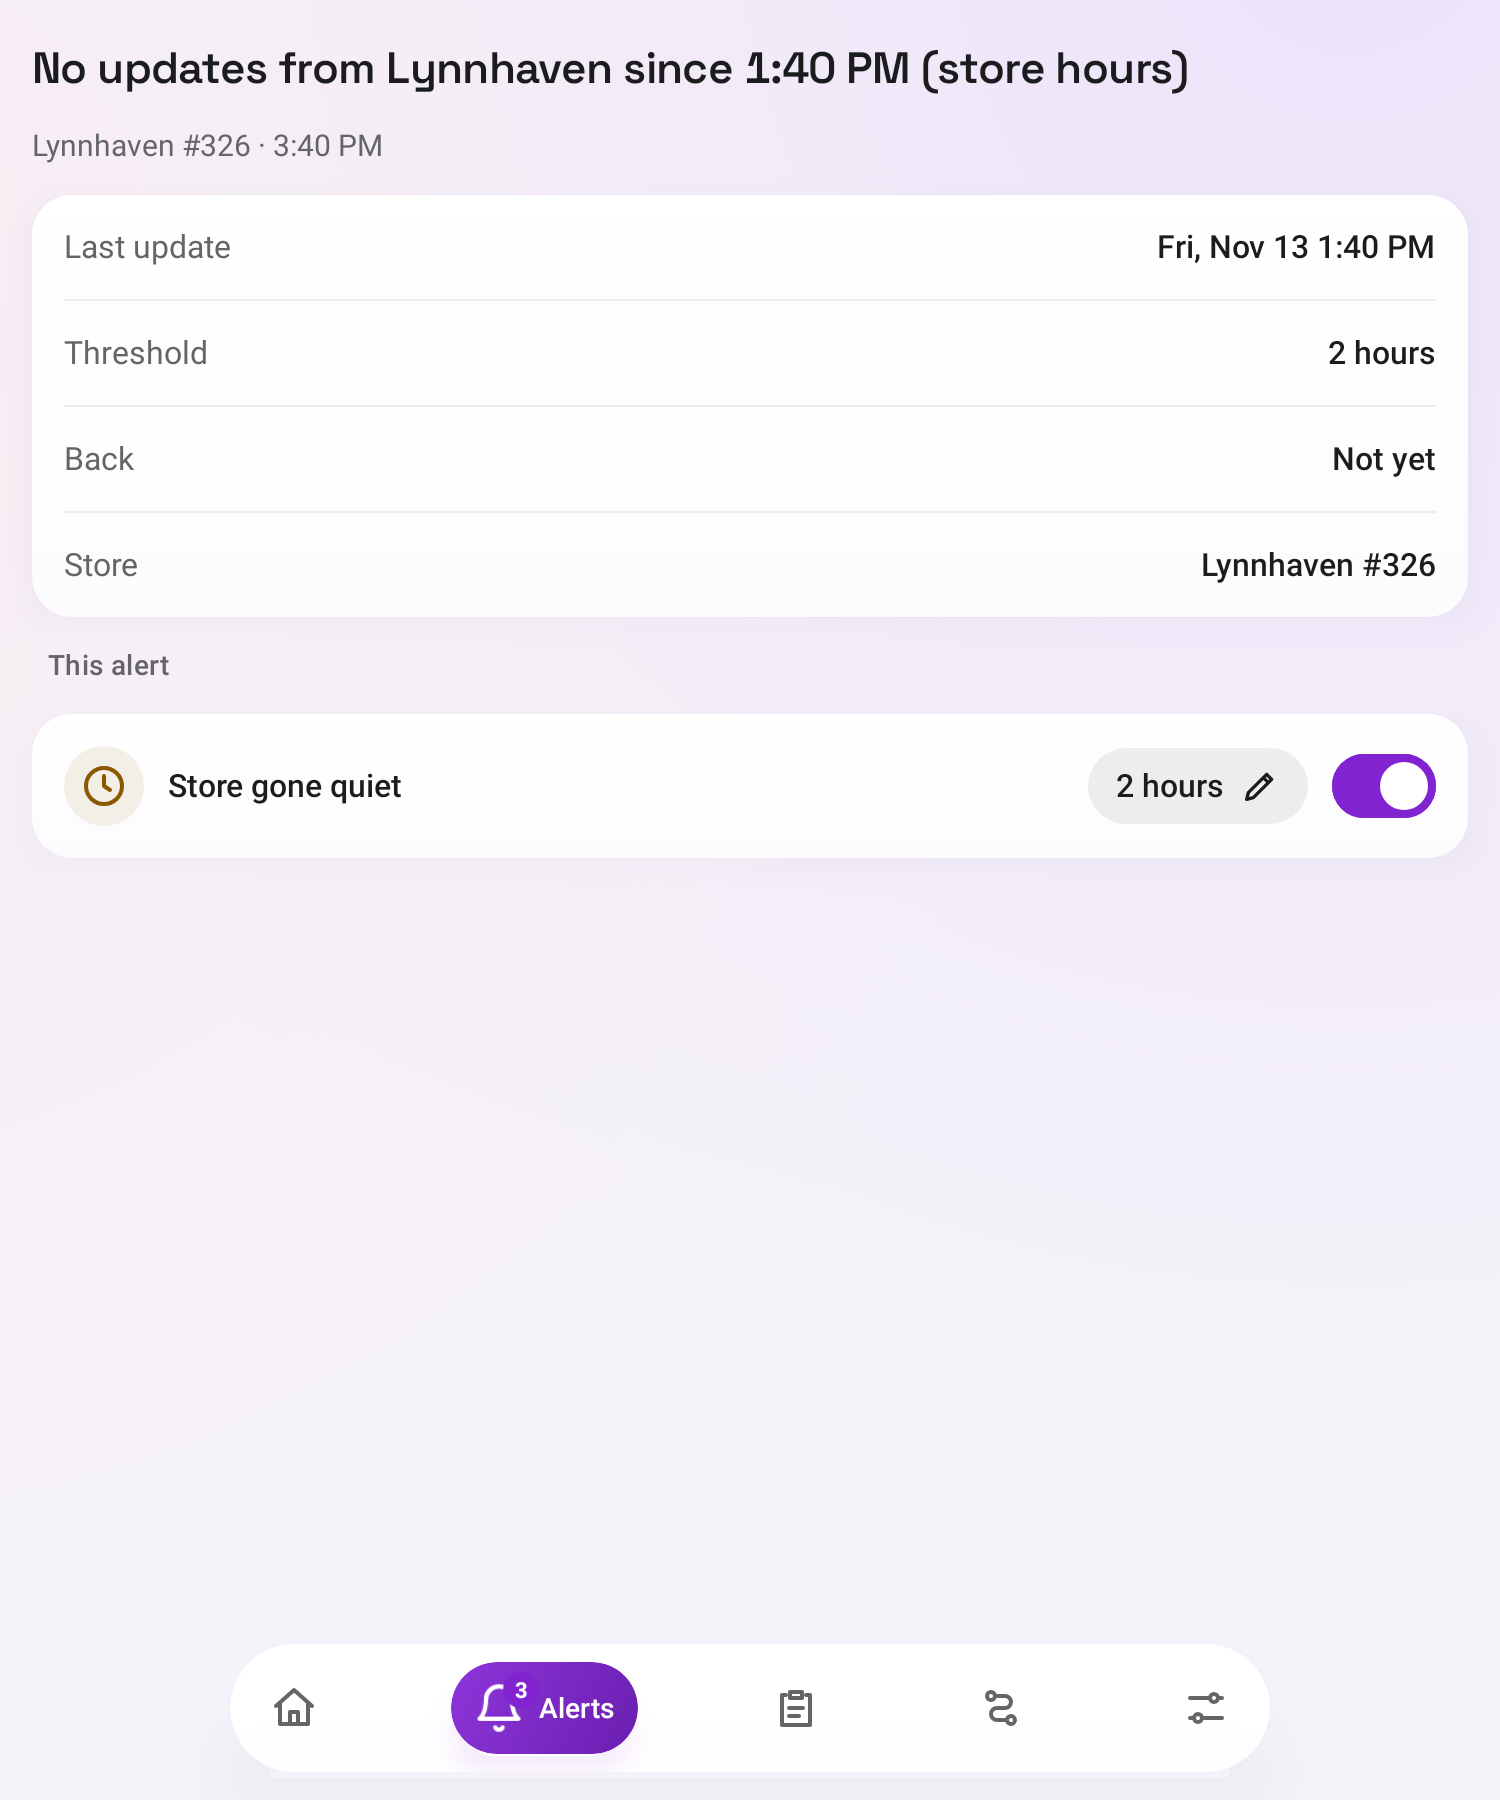 No updates from Lynnhaven since 1:40 PM (store hours)
Lynnhaven #326 · 3:40 PM
Last update Fri, Nov 13 1:40 PM
Threshold 2 hours
Back Not yet
Store Lynnhaven #326
This alert
Store gone quiet 2 hours
3 Alerts